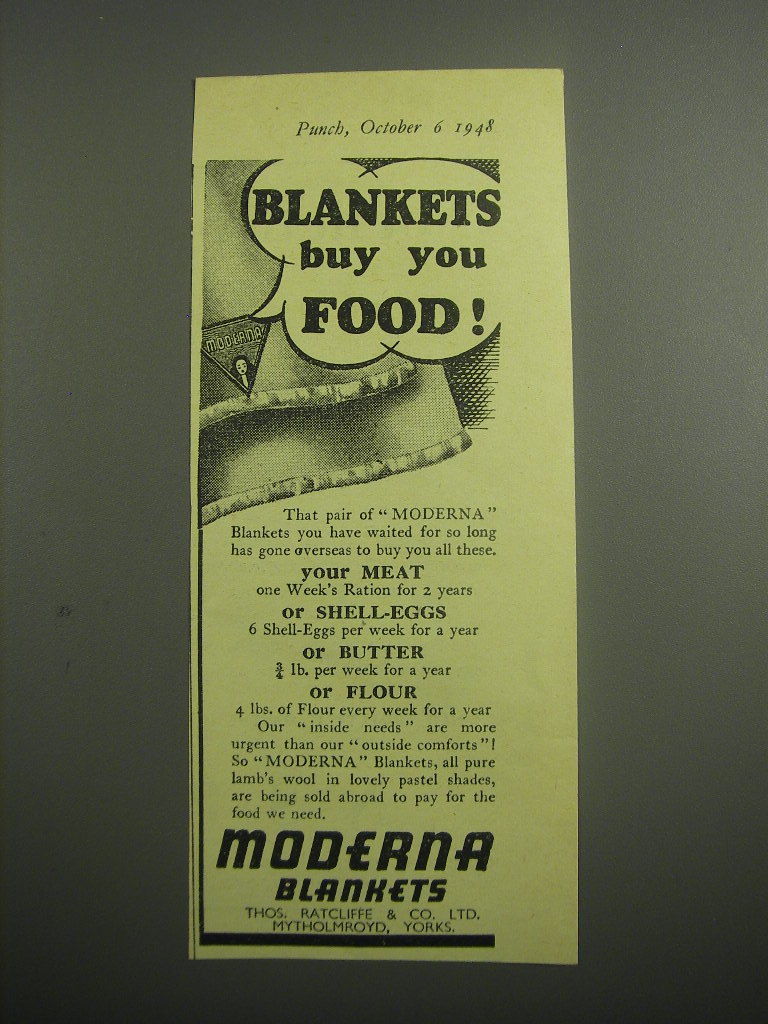 Punch, October 6 1948
BLANKETS
buy you
FOOD!
MODERNA
That pair of "MODERNA"
Blankets you have waited for so long
has gone overseas to buy you all these.
your MEAT
one Week's Ration for 2 years
or SHELL-EGGS
6 Shell-Eggs per week for a year
or BUTTER
¾ lb. per week for a year
or FLOUR
4 lbs. of Flour every week for a year
Our "inside needs" are more
urgent than our "outside comforts"!
So "MODERNA" Blankets, all pure
lamb's wool in lovely pastel shades,
are being sold abroad to pay for the
food we need.
MODERNA
BLANKETS
THOS. RATCLIFFE & CO. LTD.
MYTHOLMROYD, YORKS.